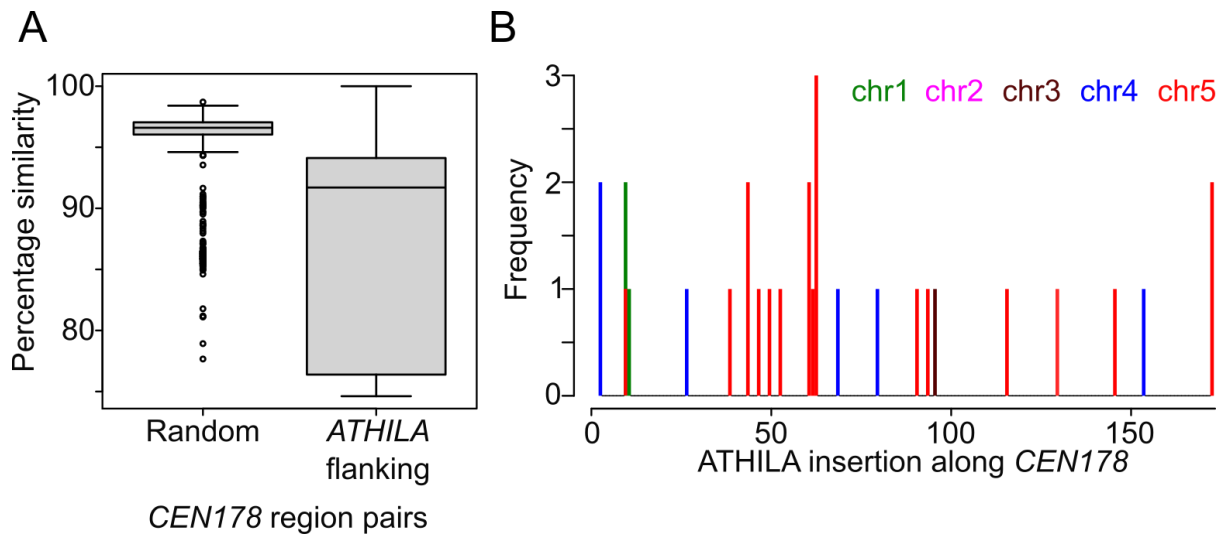 A
Percentage similarity
100
90
80
Random
ATHILA
flanking
CEN178 region pairs
B
Frequency
3
2
1
0
chr1 chr2 chr3 chr4 chr5
0 50 100 150
ATHILA insertion along CEN178